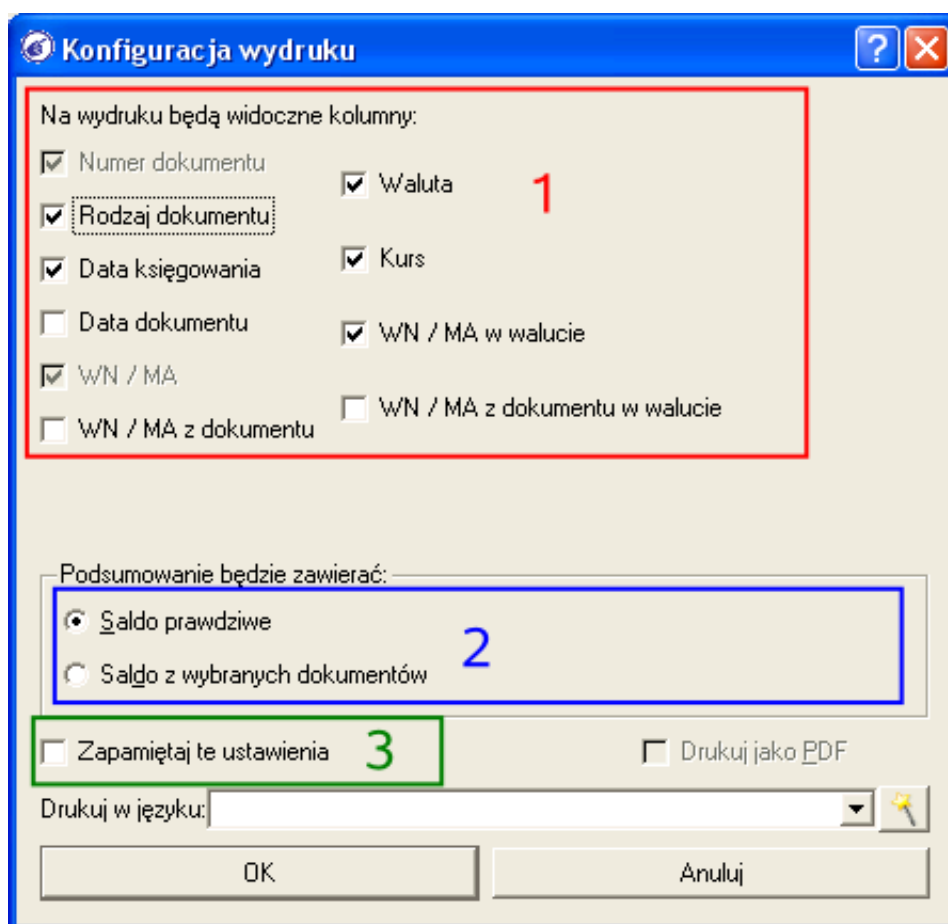 Konfiguracja wydruku
Na wydruku będą widoczne kolumny:
Numer dokumentu
Rodzaj dokumentu
Data księgowania
Data dokumentu
WN / MA
WN / MA z dokumentu
Waluta
Kurs
WN / MA w walucie
WN / MA z dokumentu w walucie
1
Podsumowanie będzie zawierać:
Saldo prawdziwe
Saldo z wybranych dokumentów
2
Zapamiętaj te ustawienia
3
Drukuj jako PDF
Drukuj w języku:
OK
Anuluj